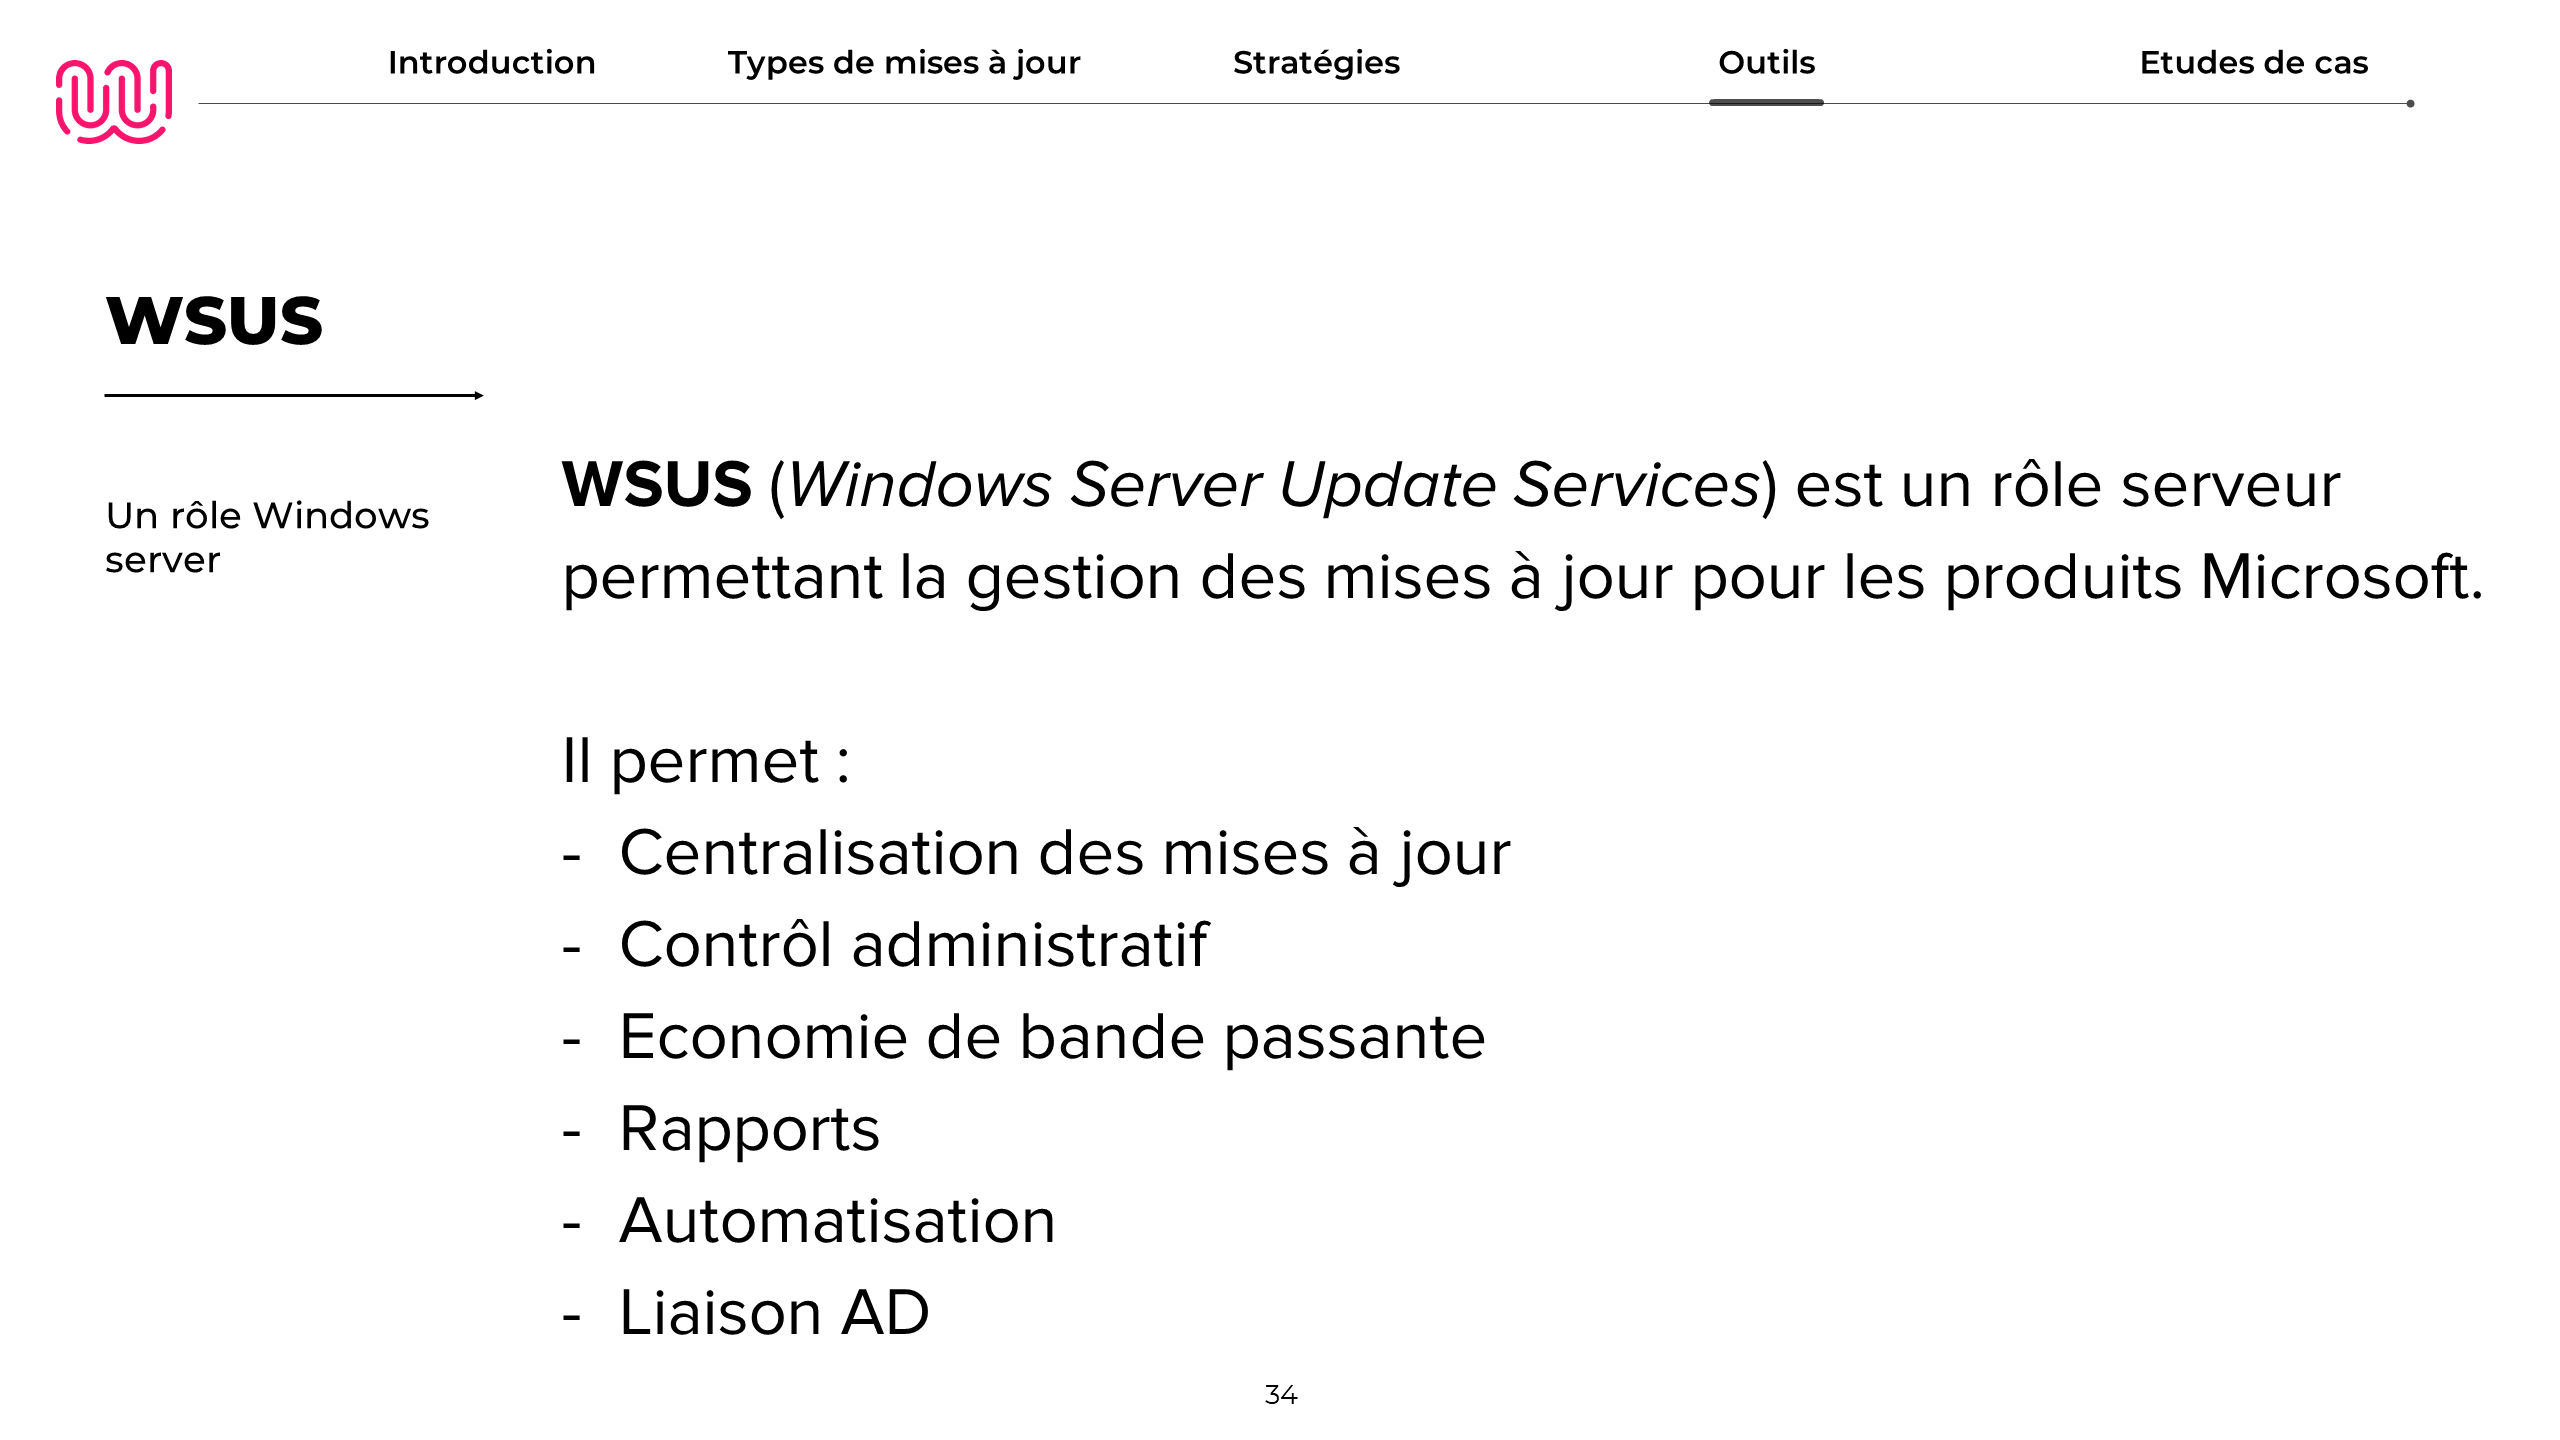 Introduction
Types de mises à jour
Stratégies
Outils
Etudes de cas
WSUS
Un rôle Windows
server
WSUS (Windows Server Update Services) est un rôle serveur
permettant la gestion des mises à jour pour les produits Microsoft.
Il permet :
- Centralisation des mises à jour
- Contrôl administratif
- Economie de bande passante
- Rapports
- Automatisation
- Liaison AD
34